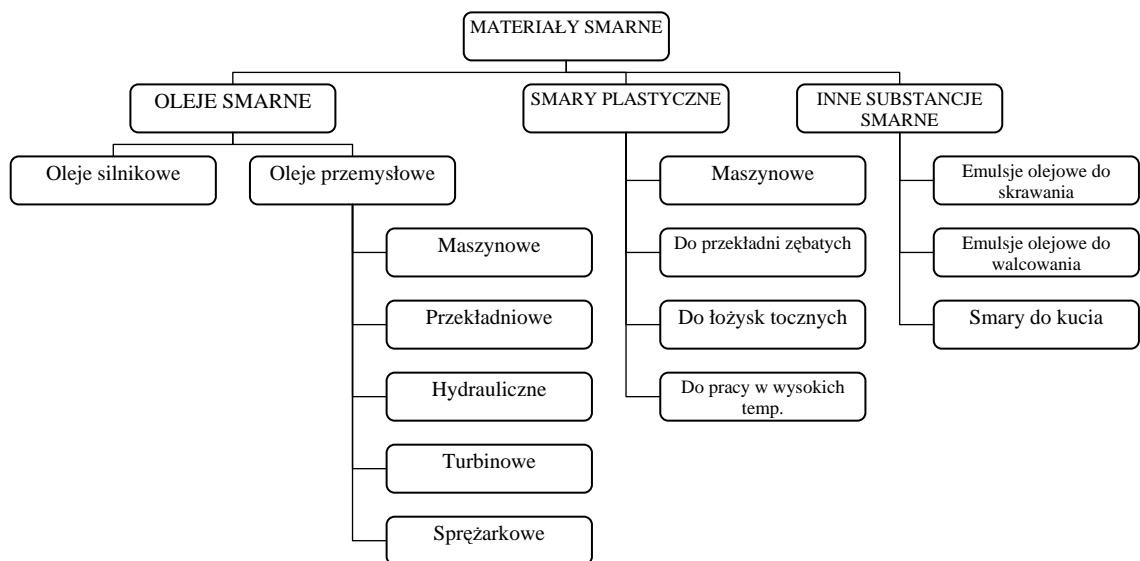 MATERIAŁY SMARNE
OLEJE SMARNE
SMARY PLASTYCZNE
INNE SUBSTANCJE
SMARNE
Oleje silnikowe
Oleje przemysłowe
Maszynowe
Przekładniowe
Hydrauliczne
Turbinowe
Sprężarkowe
Maszynowe
Do przekładni zębatych
Do łożysk tocznych
Do pracy w wysokich
temp.
Emulsje olejowe do
skrawania
Emulsje olejowe do
walcowania
Smary do kucia